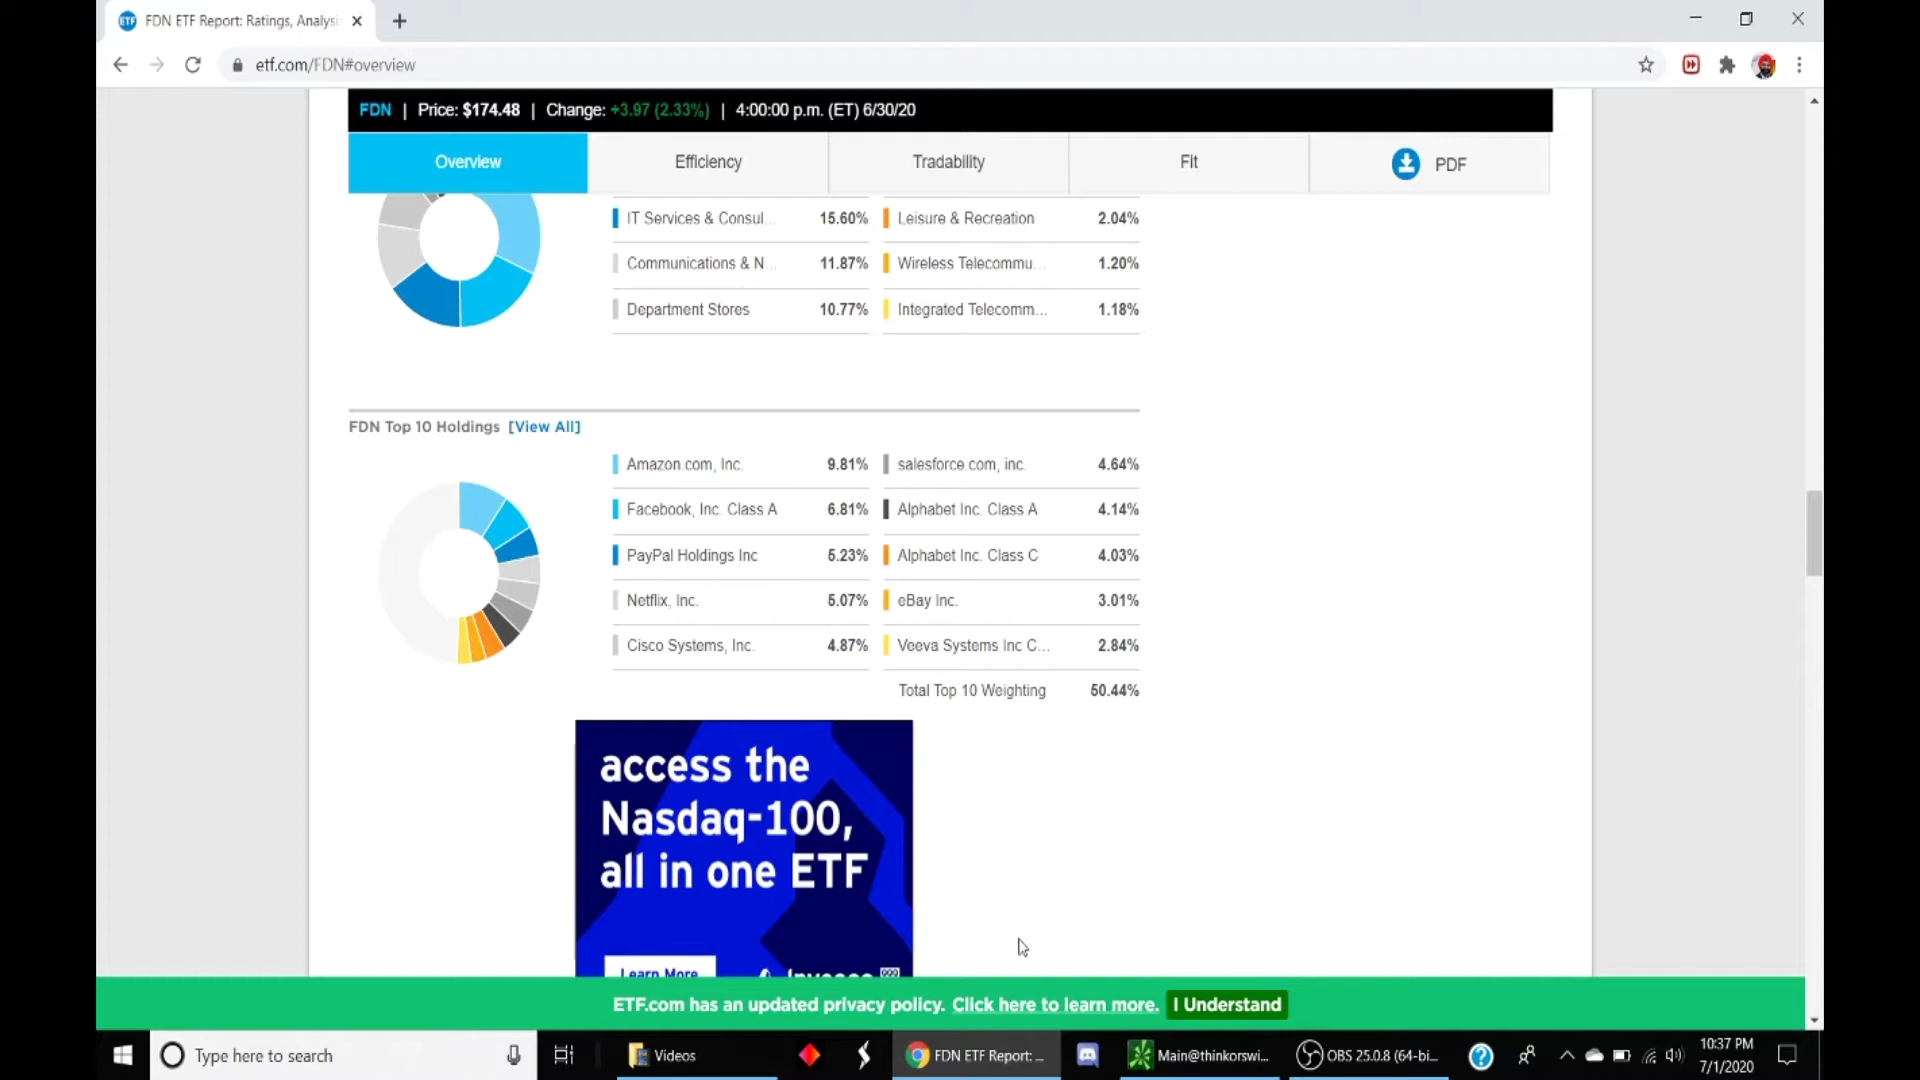 FDN ETF Report: Ratings, Analysi
etf.com/FDN#overview
FDN | Price: $174.48 | Change: +3.97 (2.33%) | 4:00:00 p.m. (ET) 6/30/20
Overview Efficiency Tradability Fit PDF
IT Services & Consul... 15.60% Leisure & Recreation 2.04%
Communications & N... 11.87% Wireless Telecommu... 1.20%
Department Stores 10.77% Integrated Telecomm... 1.18%
FDN Top 10 Holdings [View All]
Amazon.com, Inc. 9.81% salesforce.com, inc. 4.64%
Facebook, Inc. Class A 6.81% Alphabet Inc. Class A 4.14%
PayPal Holdings Inc 5.23% Alphabet Inc. Class C 4.03%
Netflix, Inc. 5.07% eBay Inc. 3.01%
Cisco Systems, Inc. 4.87% Veeva Systems Inc C... 2.84%
Total Top 10 Weighting 50.44%
access the
Nasdaq-100,
all in one ETF
Learn More Invesco
ETF.com has an updated privacy policy. Click here to learn more. I Understand
Type here to search Videos FDN ETF Report: ... Main@thinkorswi... OBS 25.0.8 (64-bi... 10:37 PM
7/1/2020